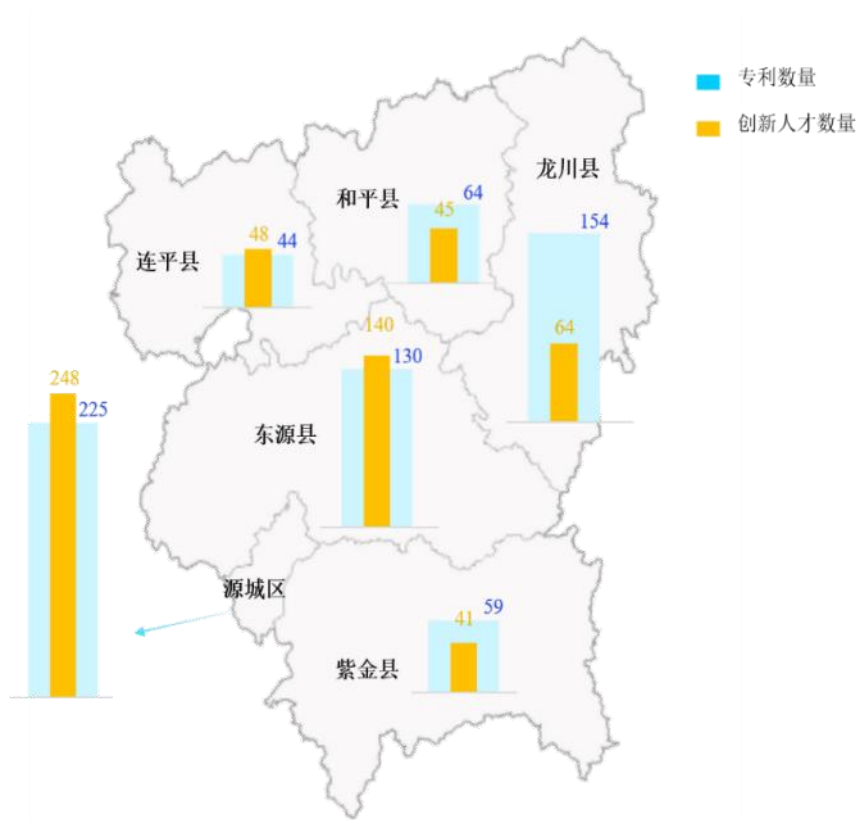 专利数量
创新人才数量
龙川县
154
64
和平县
64
45
连平县
48
44
140
130
东源县
248
225
源城区
紫金县
41
59